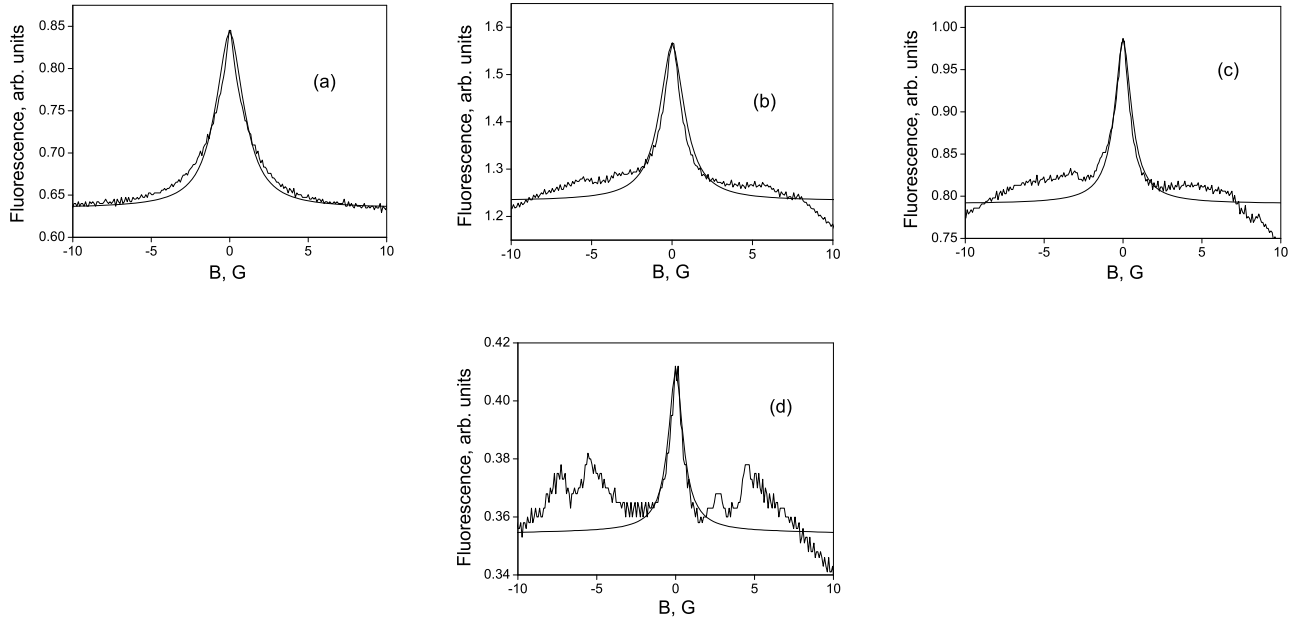 Fluorescence, arb. units
0.85
0.80
0.75
0.70
0.65
0.60
(a)
-10 -5 0 5 10
B, G
Fluorescence, arb. units
1.6
1.5
1.4
1.3
1.2
(b)
-10 -5 0 5 10
B, G
Fluorescence, arb. units
1.00
0.95
0.90
0.85
0.80
0.75
(c)
-10 -5 0 5 10
B, G
Fluorescence, arb. units
0.42
0.40
0.38
0.36
0.34
(d)
-10 -5 0 5 10
B, G